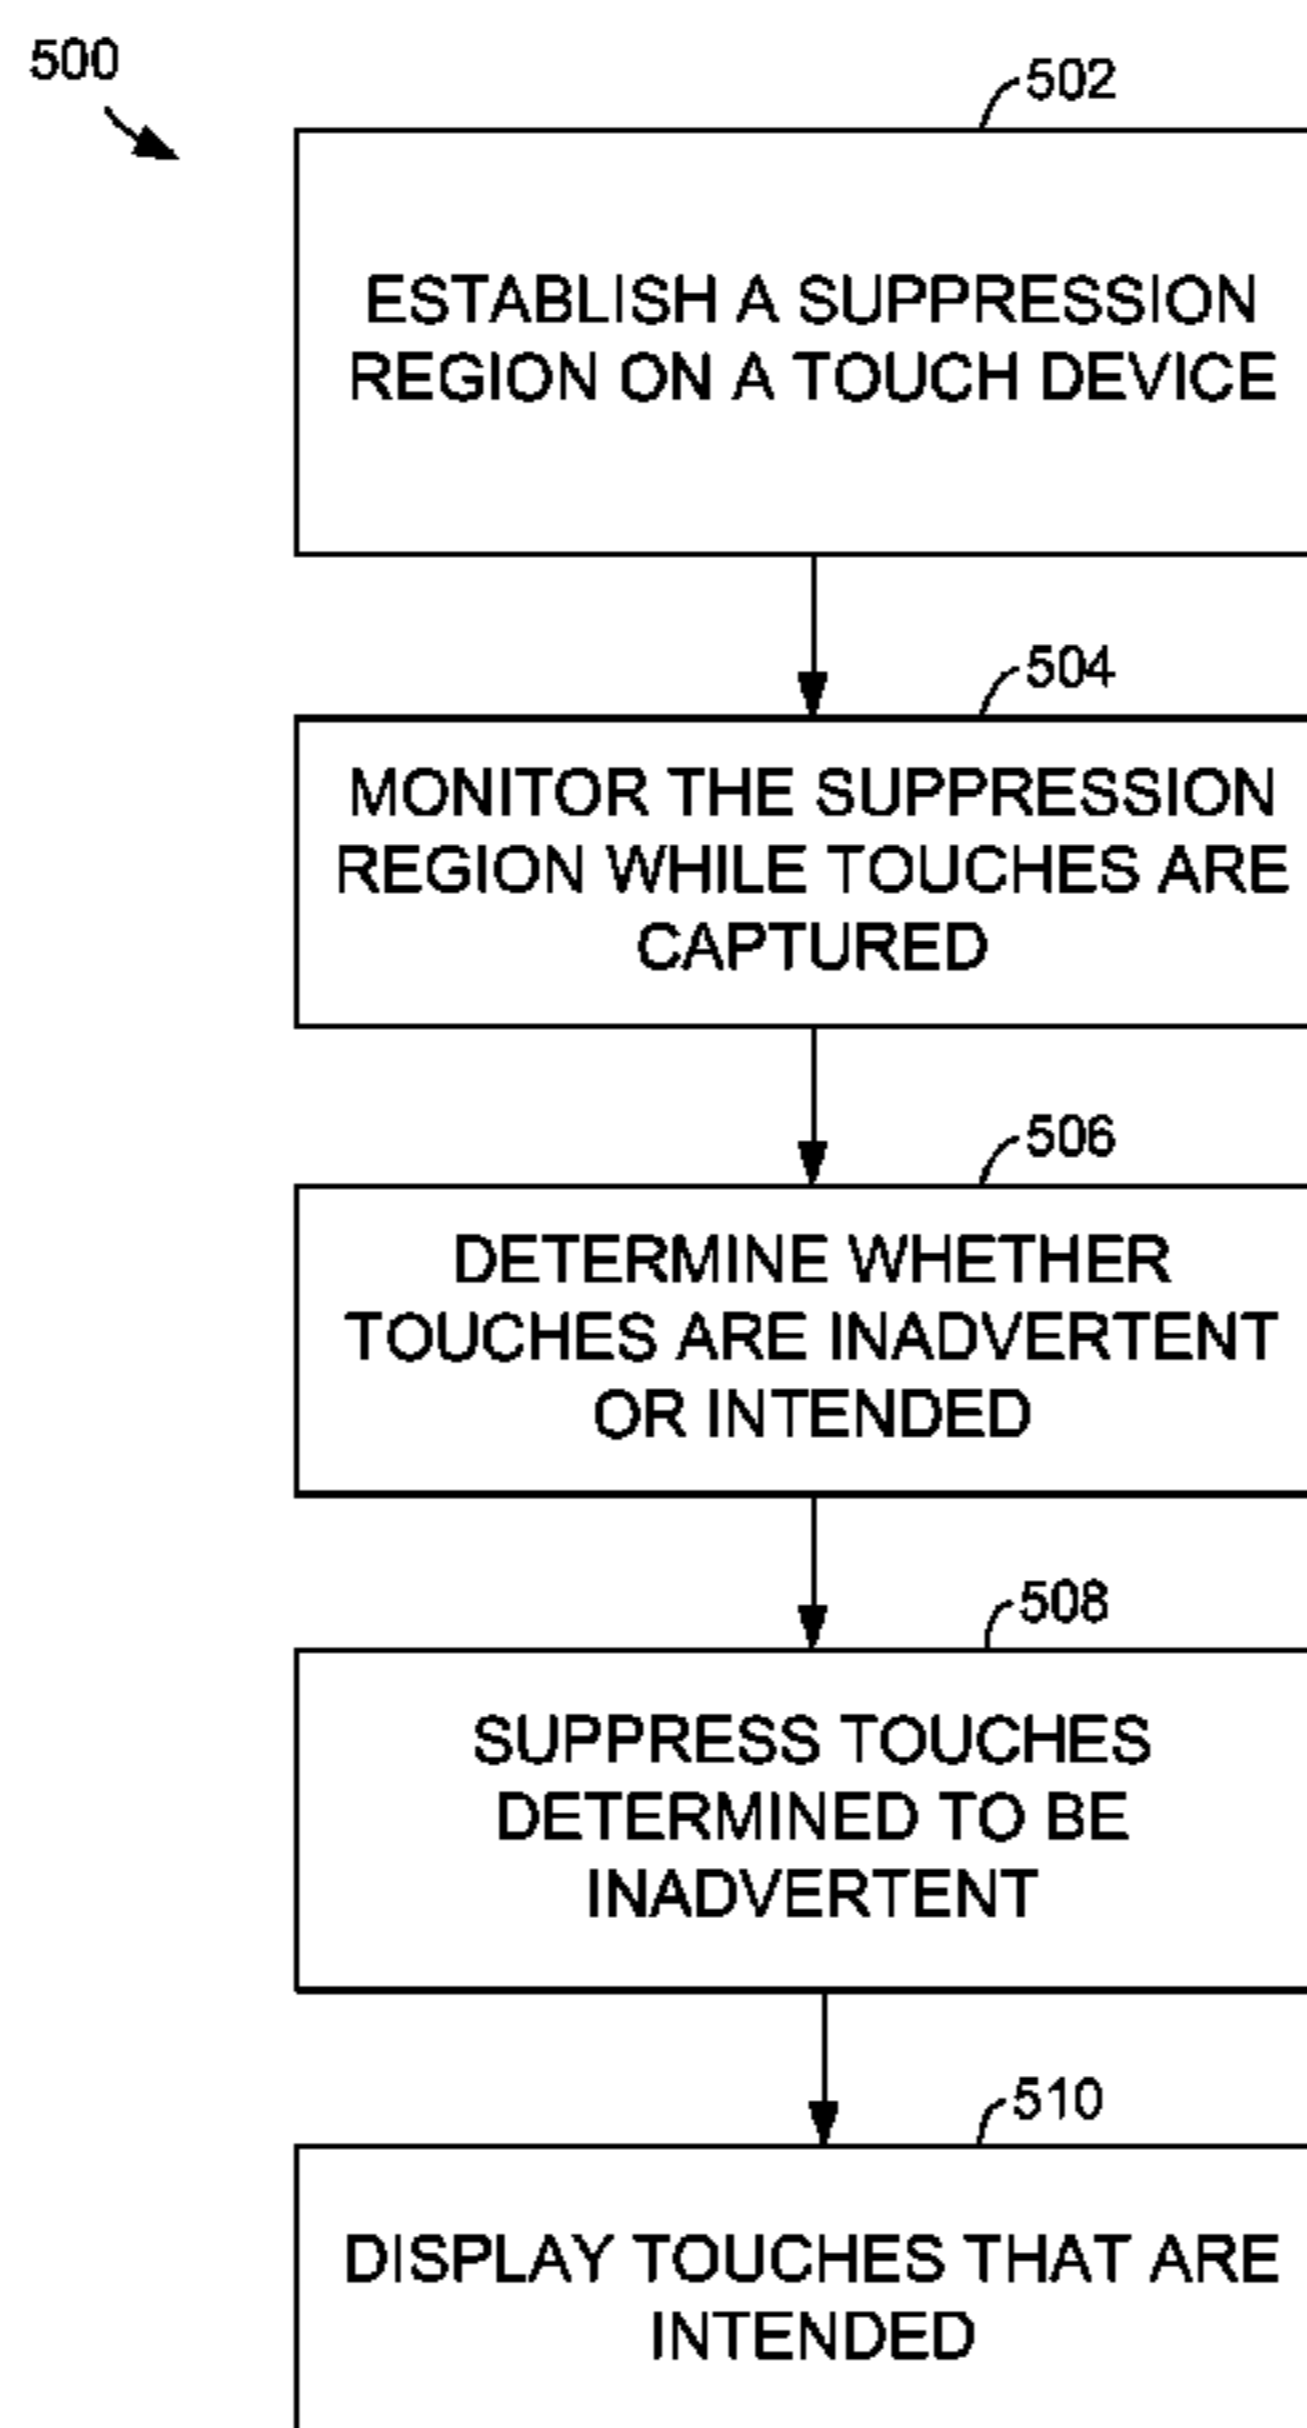 500
502
ESTABLISH A SUPPRESSION
REGION ON A TOUCH DEVICE
504
MONITOR THE SUPPRESSION
REGION WHILE TOUCHES ARE
CAPTURED
506
DETERMINE WHETHER
TOUCHES ARE INADVERTENT
OR INTENDED
508
SUPPRESS TOUCHES
DETERMINED TO BE
INADVERTENT
510
DISPLAY TOUCHES THAT ARE
INTENDED